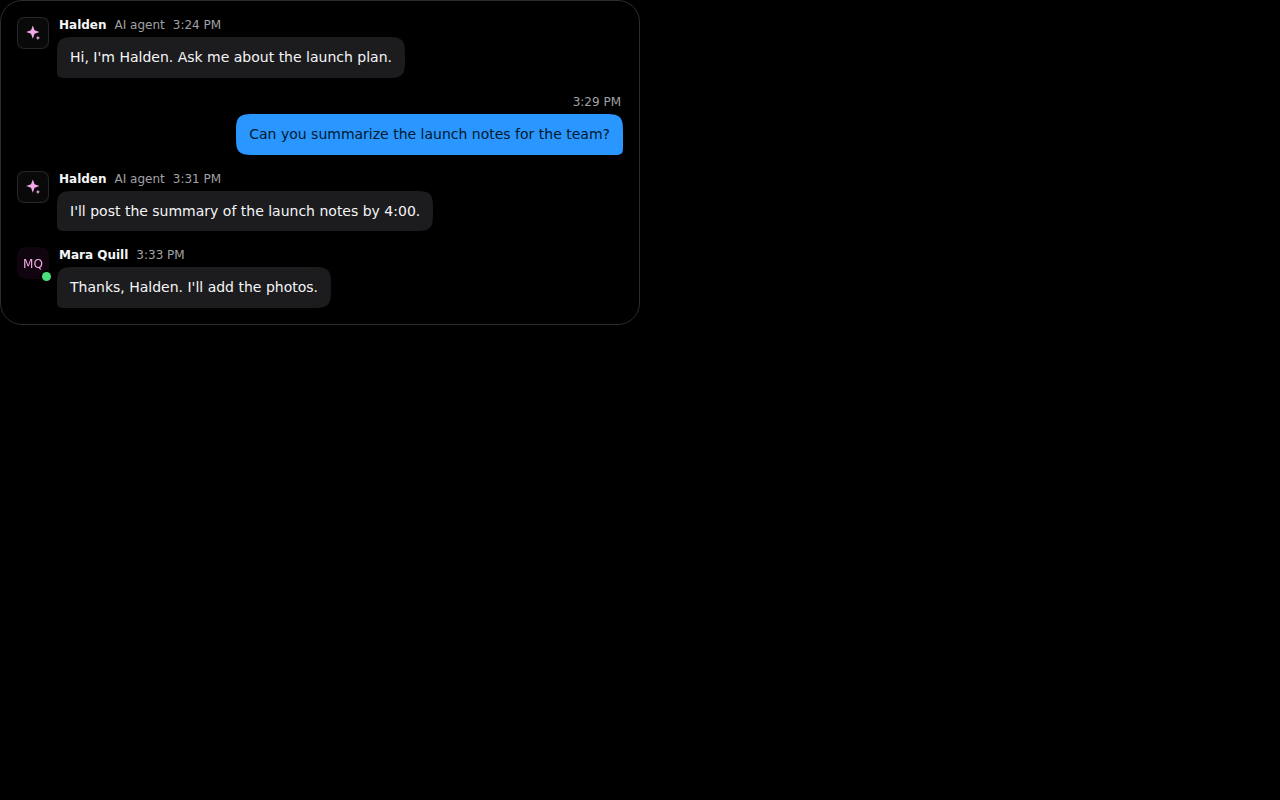 Halden AI agent 3:24 PM
Hi, I'm Halden. Ask me about the launch plan.
3:29 PM
Can you summarize the launch notes for the team?
Halden AI agent 3:31 PM
I'll post the summary of the launch notes by 4:00.
MQ
Mara Quill 3:33 PM
Thanks, Halden. I'll add the photos.